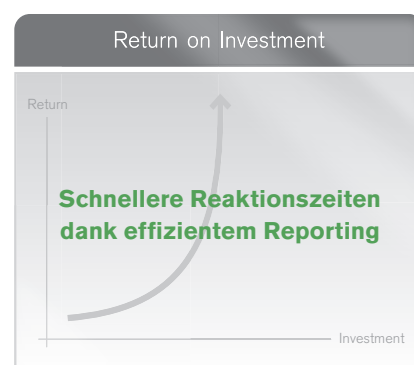 Return on Investment
Return
Schnellere Reaktionszeiten
dank effizientem Reporting
Investment